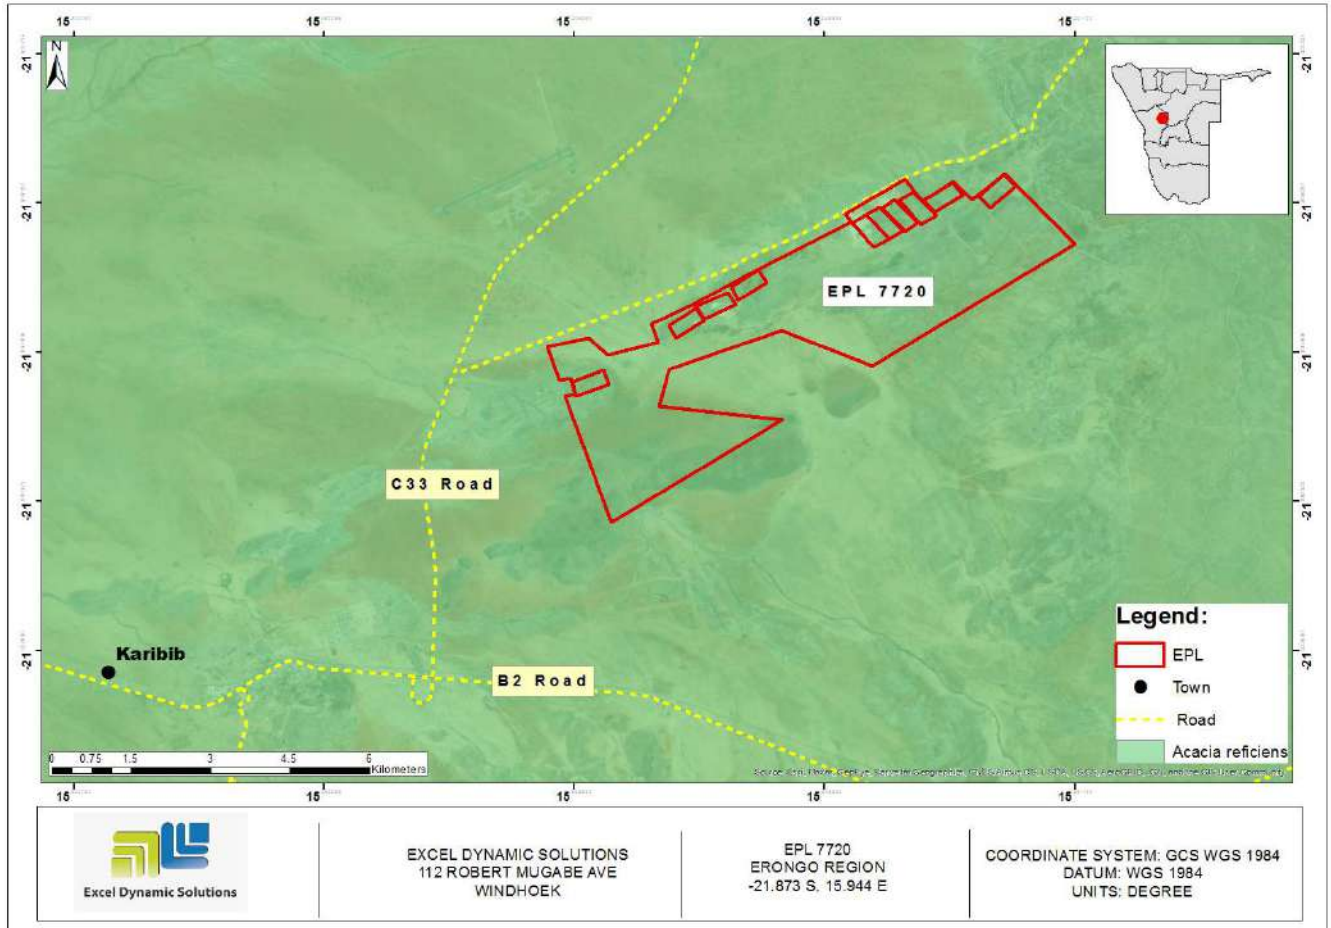 15 15 15 15 15
N
-21 -21
-21 -21
EPL 7720
-21 -21
C33 Road
-21 -21
Legend:
EPL
Karibib
-21 -21
B2 Road
Town
Road
Acacia reficiens
0 0.75 1.5 3 4.5 6
Kilometers
15 15 15 15 15
Excel Dynamic Solutions
EXCEL DYNAMIC SOLUTIONS
112 ROBERT MUGABE AVE
WINDHOEK
EPL 7720
ERONGO REGION
-21.873 S, 15.944 E
COORDINATE SYSTEM: GCS WGS 1984
DATUM: WGS 1984
UNITS: DEGREE